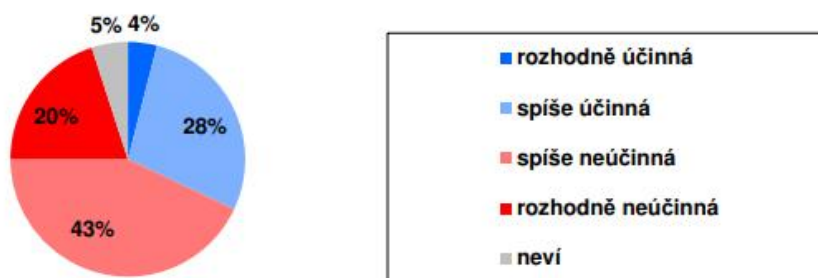 5% 4%
20%
28%
43%
rozhodně účinná
spíše účinná
spíše neúčinná
rozhodně neúčinná
neví